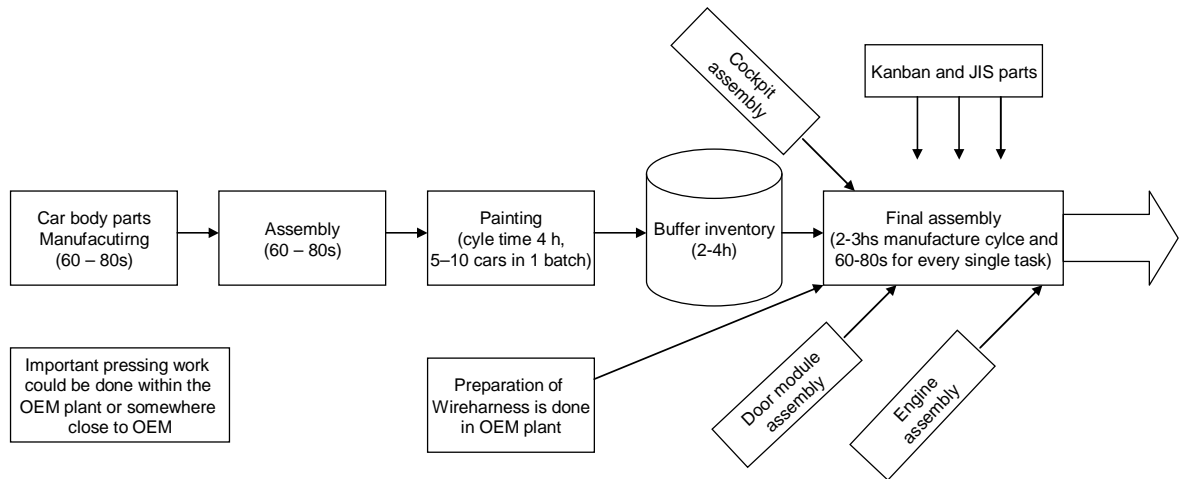 Cockpit
assembly
Kanban and JIS parts
Car body parts
Manufacutirng
(60 – 80s)
Assembly
(60 – 80s)
Painting
(cyle time 4 h,
5–10 cars in 1 batch)
Buffer inventory
(2-4h)
Final assembly
(2-3hs manufacture cylce and
60-80s for every single task)
Important pressing work
could be done within the
OEM plant or somewhere
close to OEM
Preparation of
Wireharness is done
in OEM plant
Door module
assembly
Engine
assembly